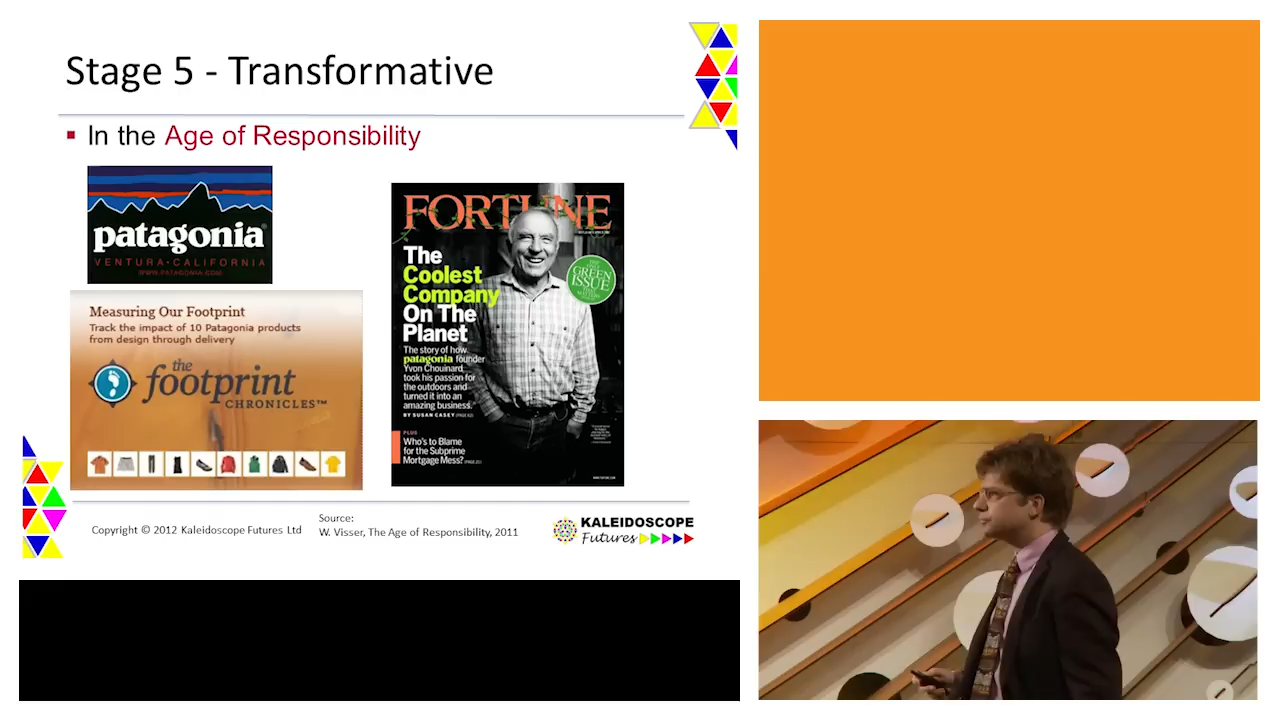 Stage 5 - Transformative
In the Age of Responsibility
patagonia
VENTURA·CALIFORNIA
WWW.PATAGONIA.COM
Measuring Our Footprint
Track the impact of 10 Patagonia products
from design through delivery
the
footprint
CHRONICLES™
FORTUNE
The
Coolest
Company
On The
Planet
GREEN
ISSUE
The story of how
patagonia founder
Yvon Chouinard
took his passion for
the outdoors and
turned it into an
amazing business.
BY SUSAN CASEY
PLUS
Who's to Blame
for the Subprime
Mortgage Mess?
Copyright © 2012 Kaleidoscope Futures Ltd
Source:
W. Visser, The Age of Responsibility, 2011
KALEIDOSCOPE
Futures